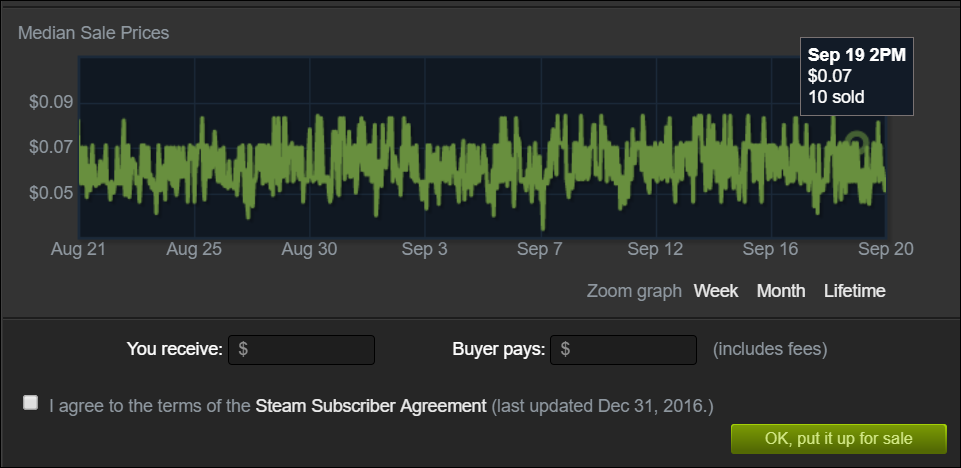 Median Sale Prices
Sep 19 2PM
$0.07
10 sold
$0.09
$0.07
$0.05
Aug 21 Aug 25 Aug 30 Sep 3 Sep 7 Sep 12 Sep 16 Sep 20
Zoom graph Week Month Lifetime
You receive: $ Buyer pays: $ (includes fees)
I agree to the terms of the Steam Subscriber Agreement (last updated Dec 31, 2016.)
OK, put it up for sale